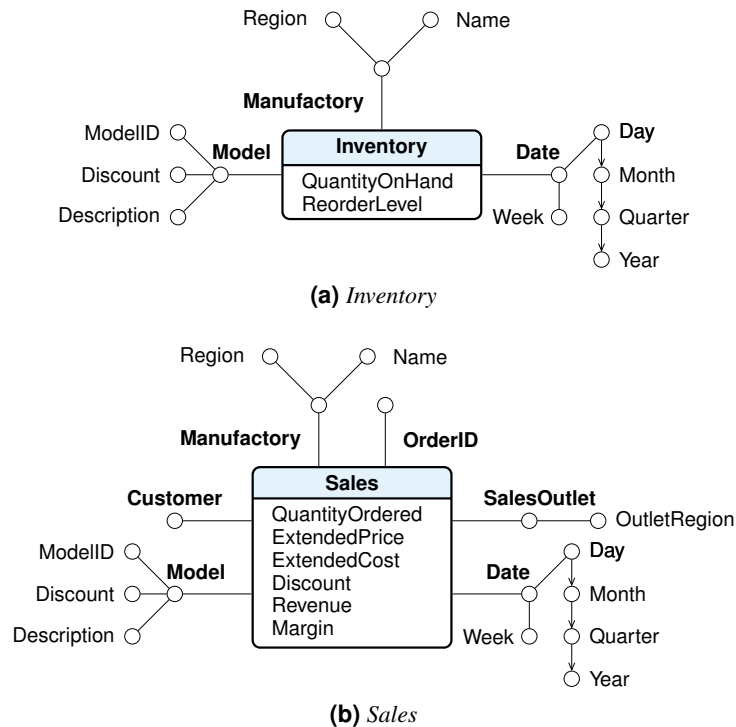 Region Name
Manufactory
ModelID
Model
Inventory
Date
Day
Discount
QuantityOnHand
Month
Description
ReorderLevel
Week
Quarter
Year
(a) Inventory
Region Name
Manufactory OrderID
Customer
Sales
SalesOutlet
QuantityOrdered
OutletRegion
ExtendedPrice
ModelID
Model
ExtendedCost
Date
Day
Discount
Discount
Month
Revenue
Description
Margin
Week
Quarter
Year
(b) Sales